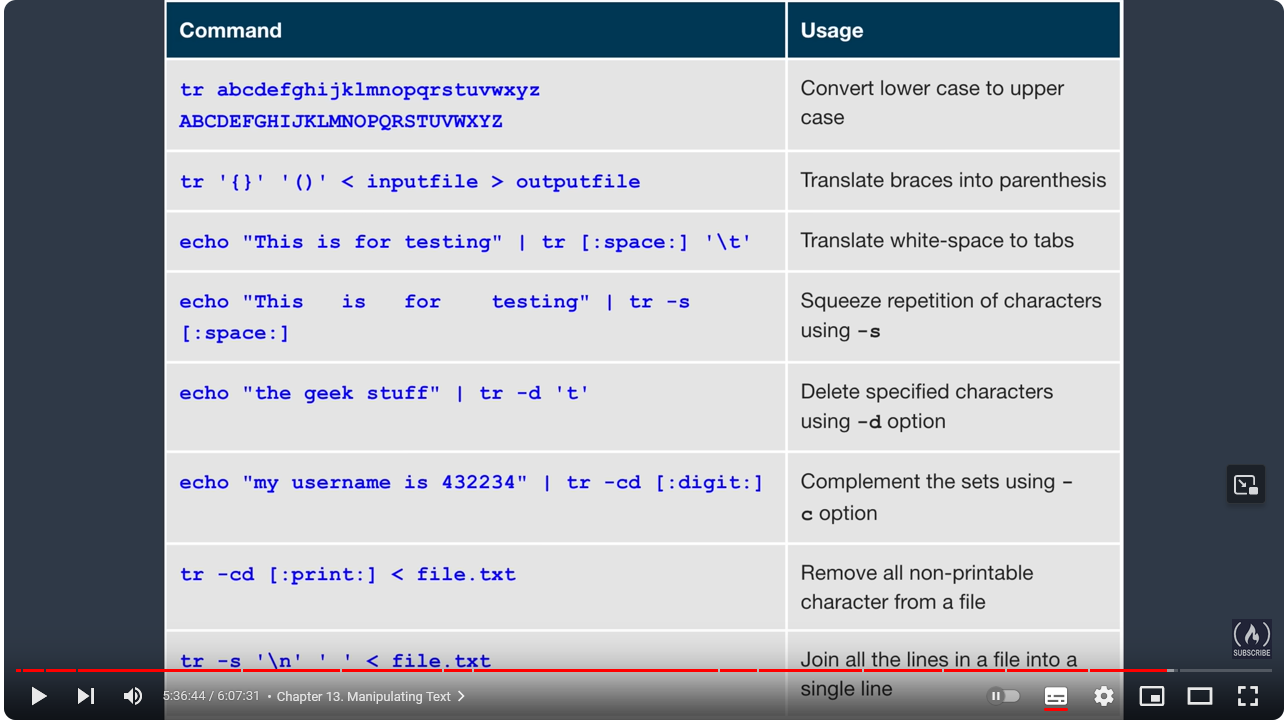 Command
Usage
tr abcdefghijklmnopqrstuvwxyz
ABCDEFGHIJKLMNOPQRSTUVWXYZ
Convert lower case to upper
case
tr '{}' '()' < inputfile > outputfile
Translate braces into parenthesis
echo "This is for testing" | tr [:space:] '\t'
Translate white-space to tabs
echo "This   is   for    testing" | tr -s
[:space:]
Squeeze repetition of characters
using -s
echo "the geek stuff" | tr -d 't'
Delete specified characters
using -d option
echo "my username is 432234" | tr -cd [:digit:]
Complement the sets using -
c option
tr -cd [:print:] < file.txt
Remove all non-printable
character from a file
tr -s '\n' ' ' < file.txt
Join all the lines in a file into a
single line
SUBSCRIBE
5:36:44 / 6:07:31 • Chapter 13. Manipulating Text